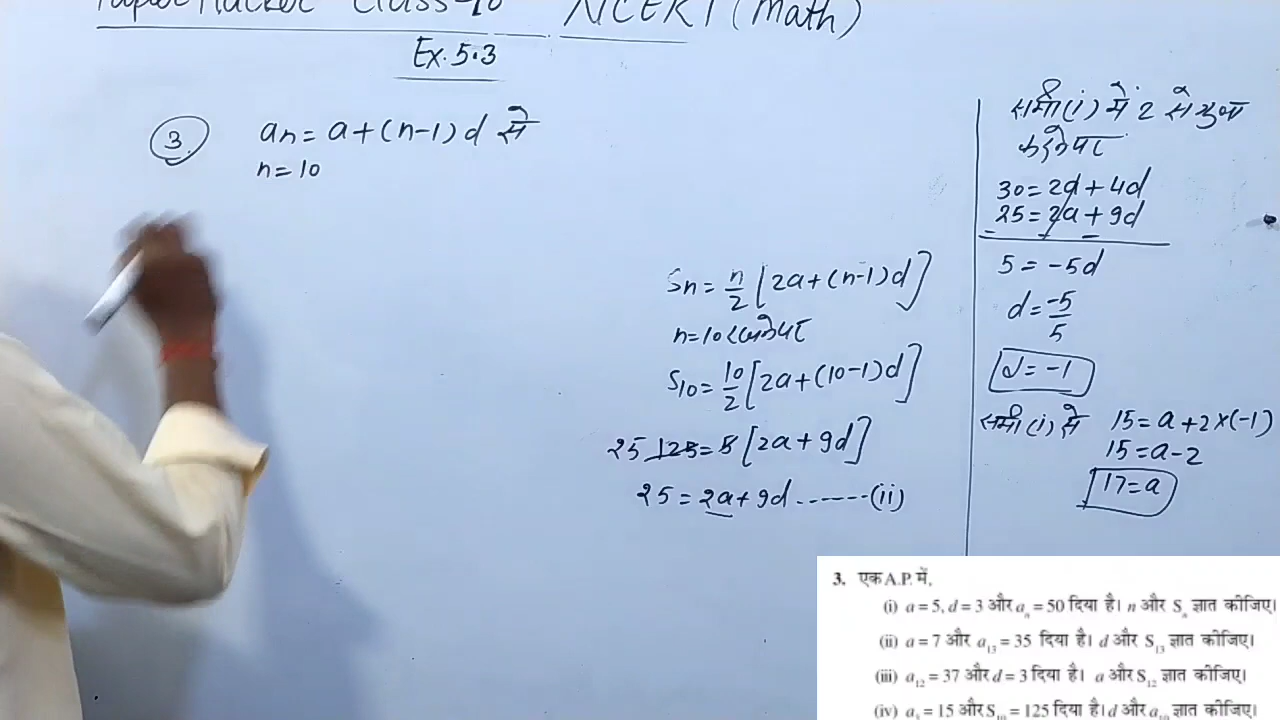 Paper Hacker Class-10 NCERT (Math)
Ex. 5.3
3. an = a + (n-1) d से
n = 10
Sn = n/2 [2a + (n-1)d]
n=10 रखने पर
S10 = 10/2 [2a + (10-1)d]
25 125 = 5 [2a + 9d]
25 = 2a + 9d ------- (ii)
समी (i) में 2 से गुणा
करने पर
30 = 2a + 4d
25 = 2a + 9d
- - -
5 = -5d
d = -5/5
d = -1
समी (i) से 15 = a + 2×(-1)
15 = a - 2
17 = a
3. एक A.P. में,
(i) a = 5, d = 3 और an = 50 दिया है। n और Sn ज्ञात कीजिए।
(ii) a = 7 और a13 = 35 दिया है। d और S13 ज्ञात कीजिए।
(iii) a12 = 37 और d = 3 दिया है। a और S12 ज्ञात कीजिए।
(iv) a3 = 15 और S10 = 125 दिया है। d और a10 ज्ञात कीजिए।